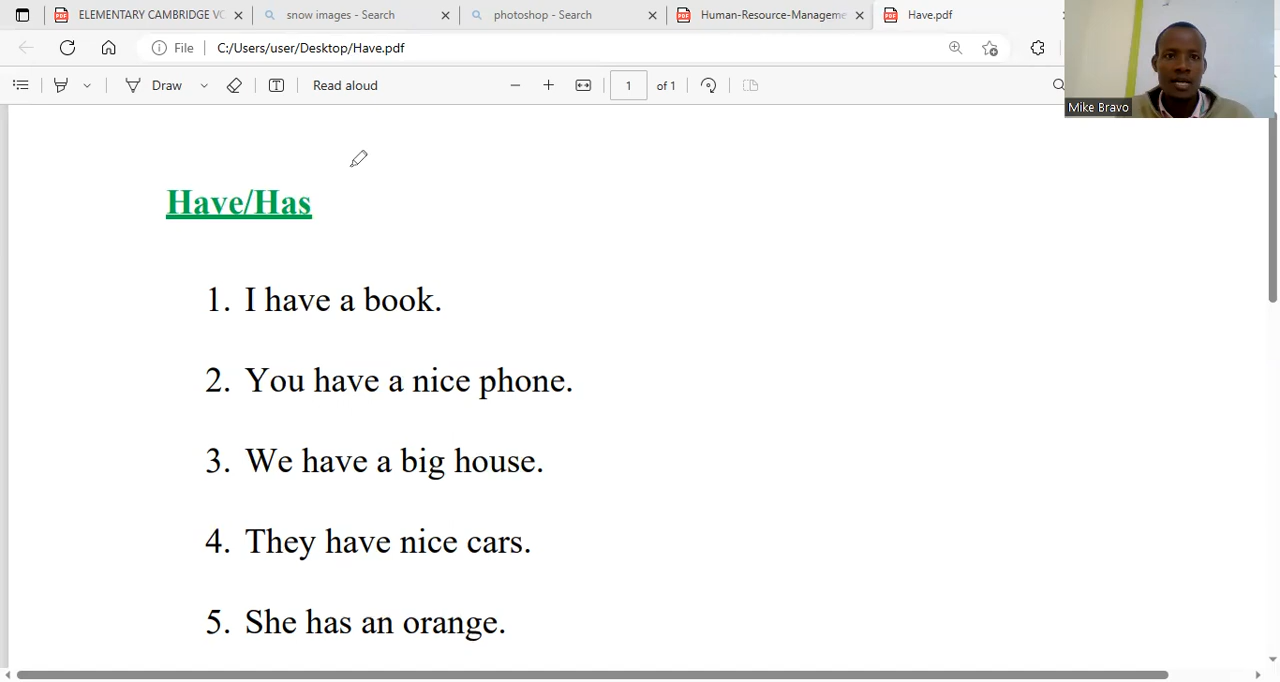 ELEMENTARY CAMBRIDGE VC
snow images - Search
photoshop - Search
Human-Resource-Manageme
Have.pdf
File
C:/Users/user/Desktop/Have.pdf
Draw
Read aloud
1
of 1
Mike Bravo
Have/Has
1. I have a book.
2. You have a nice phone.
3. We have a big house.
4. They have nice cars.
5. She has an orange.